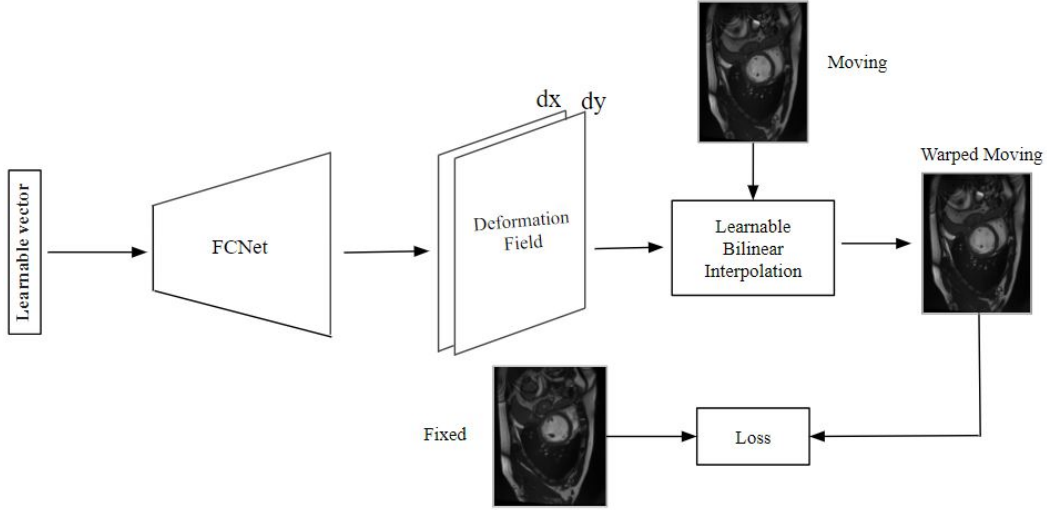 Moving
dx
dy
Warped Moving
Learnable vector
FCNet
Deformation
Field
Learnable
Bilinear
Interpolation
Fixed
Loss